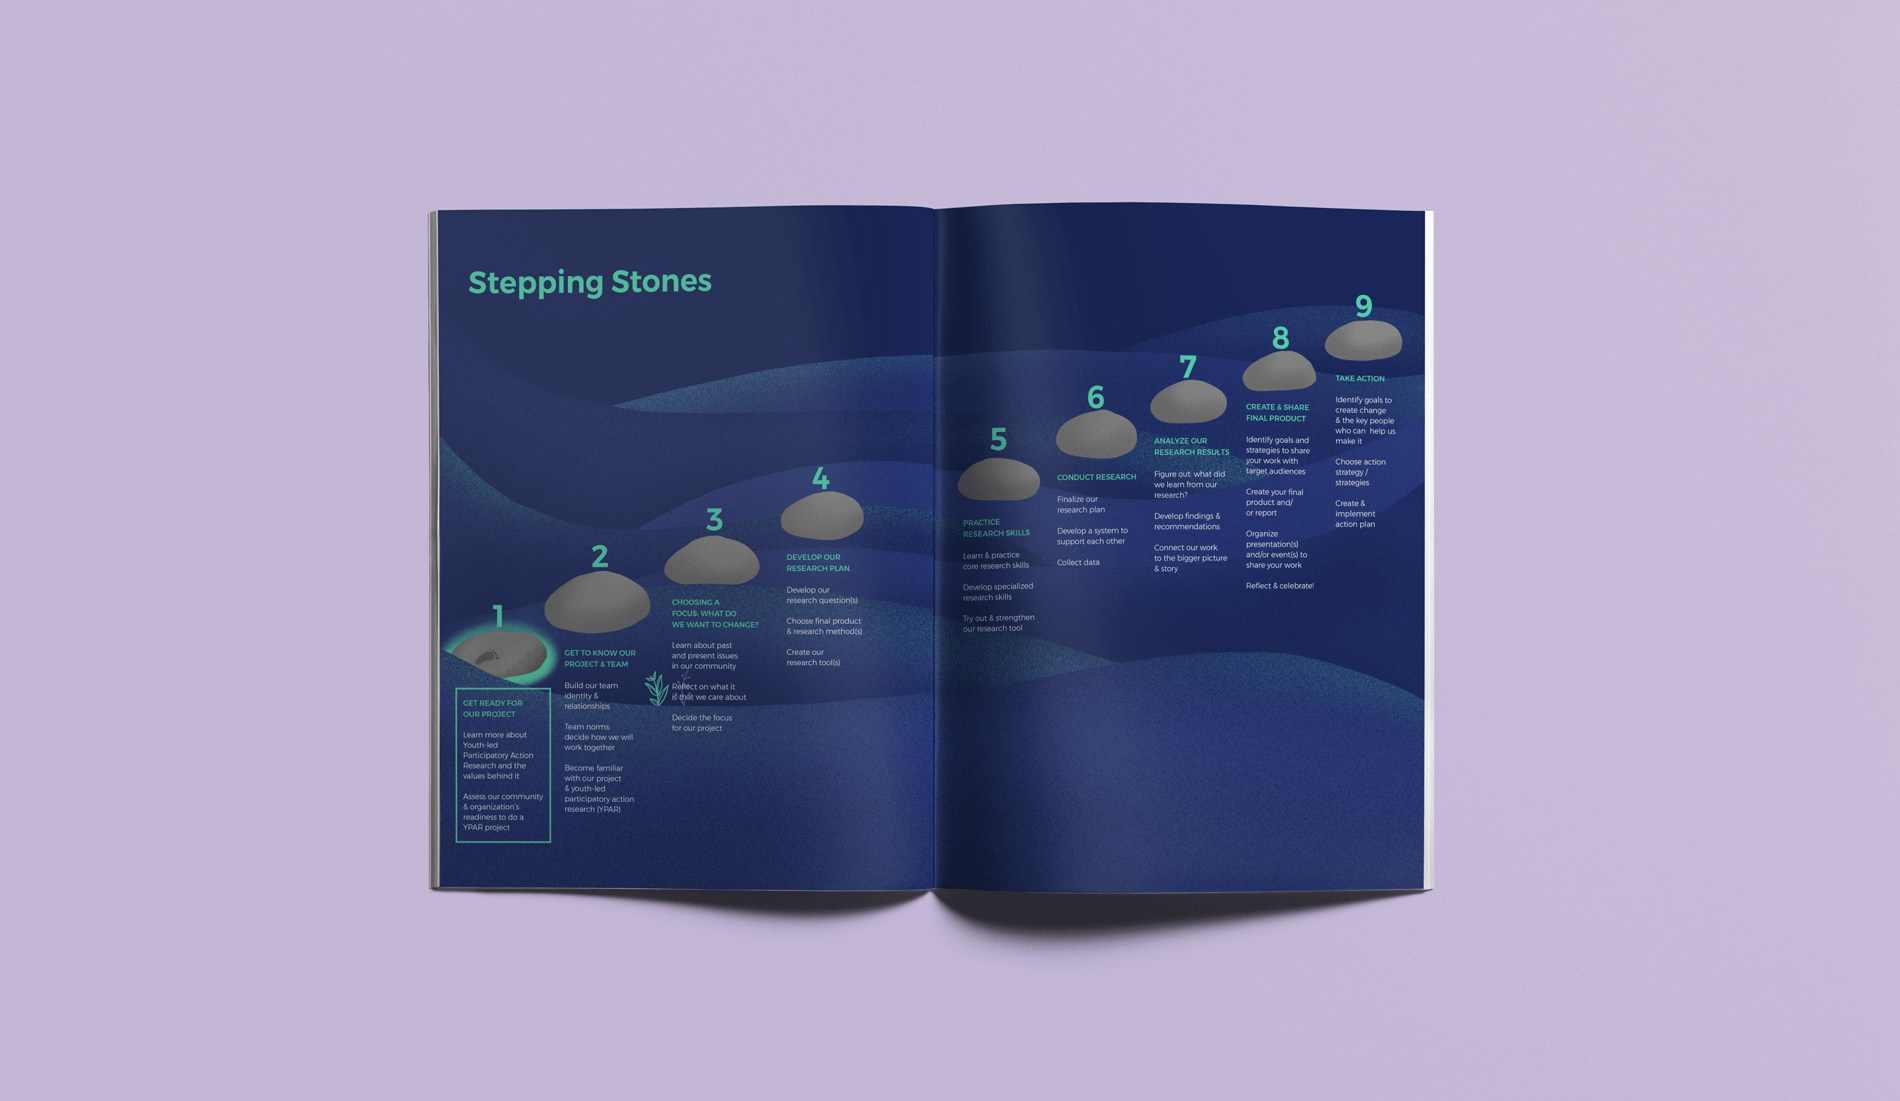 Stepping Stones
1
GET READY FOR
OUR PROJECT
Learn more about
Youth-led
Participatory Action
Research and the
values behind it
Assess our community
& organization's
readiness to do a
YPAR project
2
GET TO KNOW OUR
PROJECT & TEAM
Build our team
identity &
relationships
Team norms
decide how we will
work together
Become familiar
with our project
& youth-led
participatory action
research (YPAR)
3
CHOOSING A
FOCUS: WHAT DO
WE WANT TO CHANGE?
Learn about past
and present issues
in our community
Reflect on what it
is that we care about
Decide the focus
for our project
4
DEVELOP OUR
RESEARCH PLAN
Develop our
research question(s)
Choose final product
& research method(s)
Create our
research tool(s)
5
PRACTICE
RESEARCH SKILLS
Learn & practice
core research skills
Develop specialized
research skills
Try out & strengthen
our research tool
6
CONDUCT RESEARCH
Finalize our
research plan
Develop a system to
support each other
Collect data
7
ANALYZE OUR
RESEARCH RESULTS
Figure out: what did
we learn from our
research?
Develop findings &
recommendations
Connect our work
to the bigger picture
& story
8
CREATE & SHARE
FINAL PRODUCT
Identify goals and
strategies to share
your work with
target audiences
Create your final
product and/
or report
Organize
presentation(s)
and/or event(s) to
share your work
Reflect & celebrate!
9
TAKE ACTION
Identify goals to
create change
& the key people
who can help us
make it
Choose action
strategy /
strategies
Create &
implement
action plan